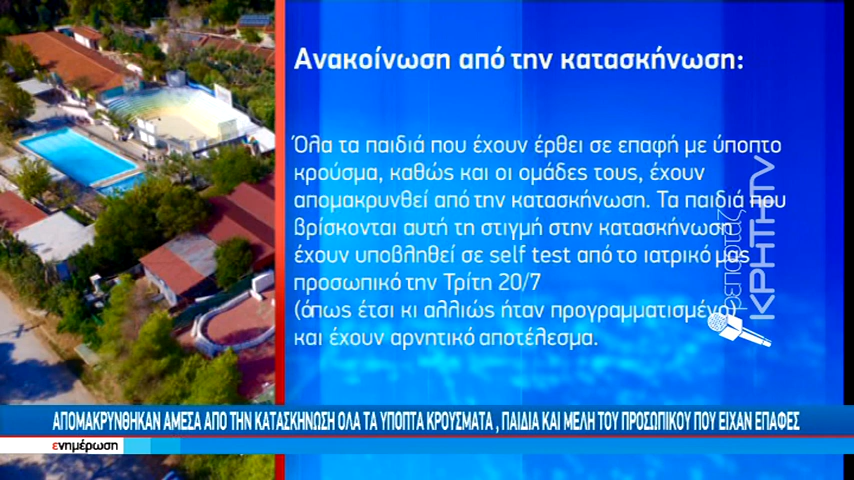 Ανακοίνωση από την κατασκήνωση:
Όλα τα παιδιά που έχουν έρθει σε επαφή με ύποπτο
κρούσμα, καθώς και οι ομάδες τους, έχουν
απομακρυνθεί από την κατασκήνωση. Τα παιδιά που
βρίσκονται αυτή τη στιγμή στην κατασκήνωση
έχουν υποβληθεί σε self test από το ιατρικό μας
προσωπικό την Τρίτη 20/7
(όπως έτσι κι αλλιώς ήταν προγραμματισμένο)
και έχουν αρνητικό αποτέλεσμα.
ρεπορτάζ
ΚΡΗΤΗ TV
ΑΠΟΜΑΚΡΥΝΘΗΚΑΝ ΑΜΕΣΑ ΑΠΟ ΤΗΝ ΚΑΤΑΣΚΗΝΩΣΗ ΟΛΑ ΤΑ ΥΠΟΠΤΑ ΚΡΟΥΣΜΑΤΑ , ΠΑΙΔΙΑ ΚΑΙ ΜΕΛΗ ΤΟΥ ΠΡΟΣΩΠΙΚΟΥ ΠΟΥ ΕΙΧΑΝ ΕΠΑΦΕΣ
ενημέρωση